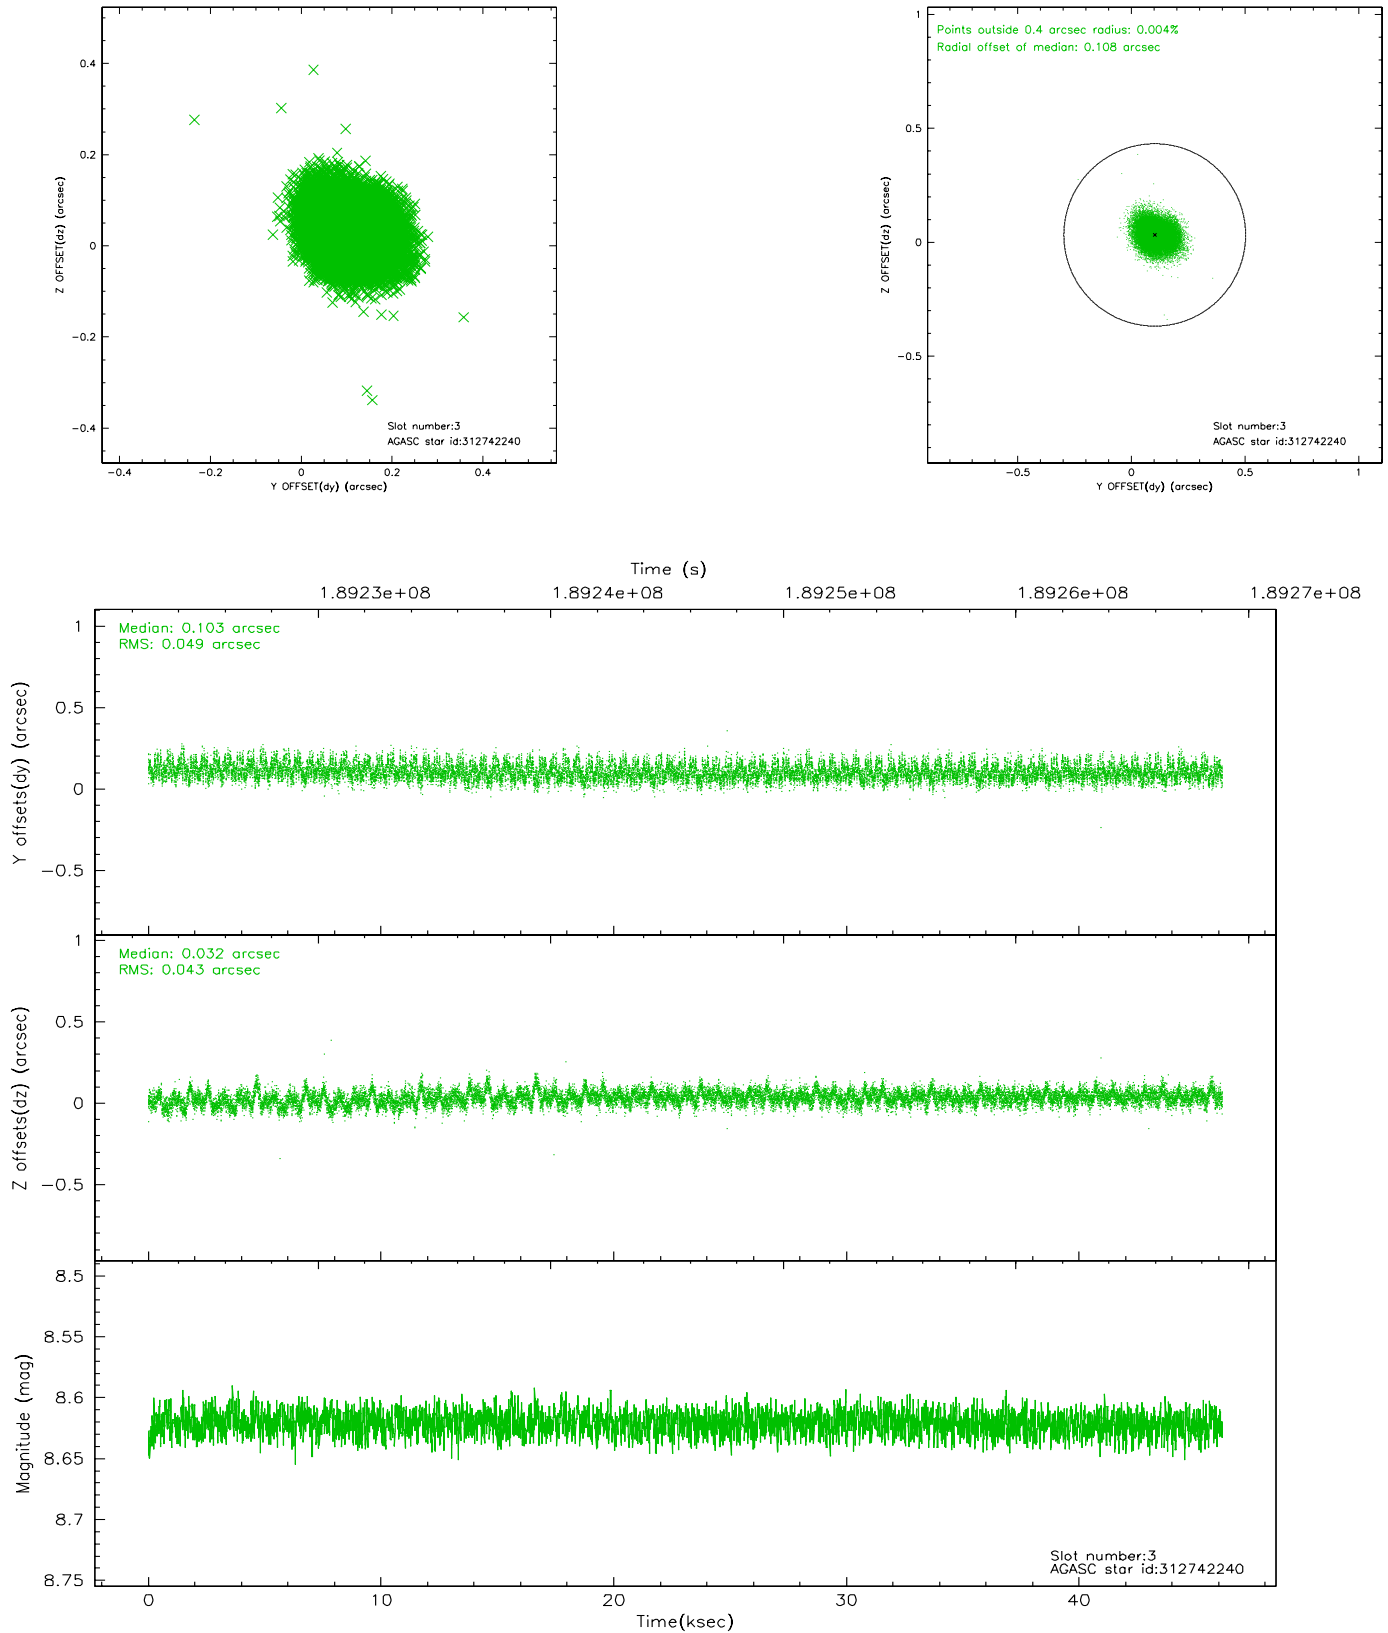 0.4
0.2
0
−0.2
−0.4
Z OFFSET(dz) (arcsec)
Slot number:3
AGASC star id:312742240
−0.4 −0.2 0 0.2 0.4
Y OFFSET(dy) (arcsec)
Points outside 0.4 arcsec radius: 0.004%
Radial offset of median: 0.108 arcsec
1
0.5
0
−0.5
Z OFFSET(dz) (arcsec)
Slot number:3
AGASC star id:312742240
−0.5 0 0.5 1
Y OFFSET(dy) (arcsec)
Time (s)
1.8923e+08 1.8924e+08 1.8925e+08 1.8926e+08 1.8927e+08
Median: 0.103 arcsec
RMS: 0.049 arcsec
1
0.5
0
−0.5
Y offsets(dy) (arcsec)
Median: 0.032 arcsec
RMS: 0.043 arcsec
1
0.5
0
−0.5
Z offsets(dz) (arcsec)
8.5
8.55
8.6
8.65
8.7
8.75
Magnitude (mag)
Slot number:3
AGASC star id:312742240
0 10 20 30 40
Time(ksec)